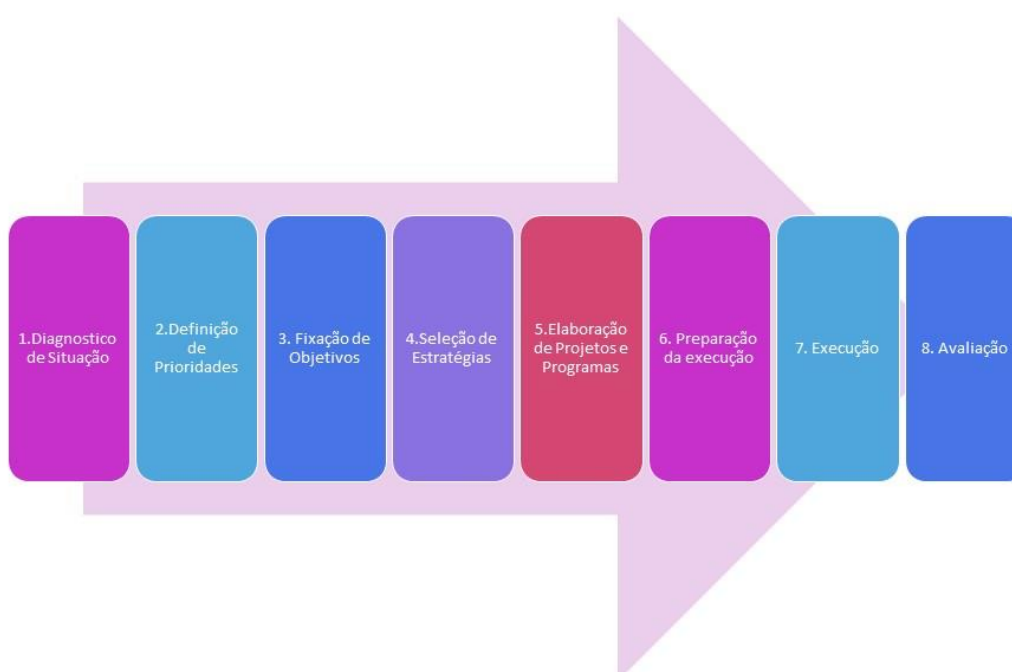 1.Diagnostico
de Situação
2.Definição
de
Prioridades
3. Fixação de
Objetivos
4.Seleção de
Estratégias
5.Elaboração
de Projetos e
Programas
6. Preparação
da execução
7. Execução
8. Avaliação